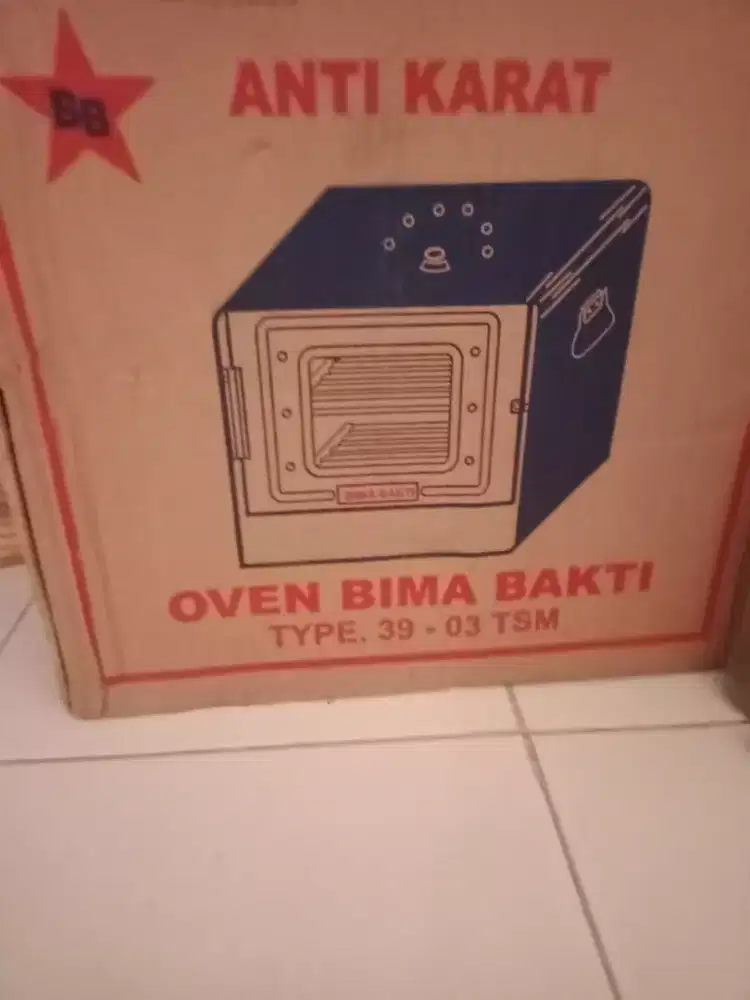 BB
ANTI KARAT
BIMA BAKTI
OVEN BIMA BAKTI
TYPE. 39 - 03 TSM